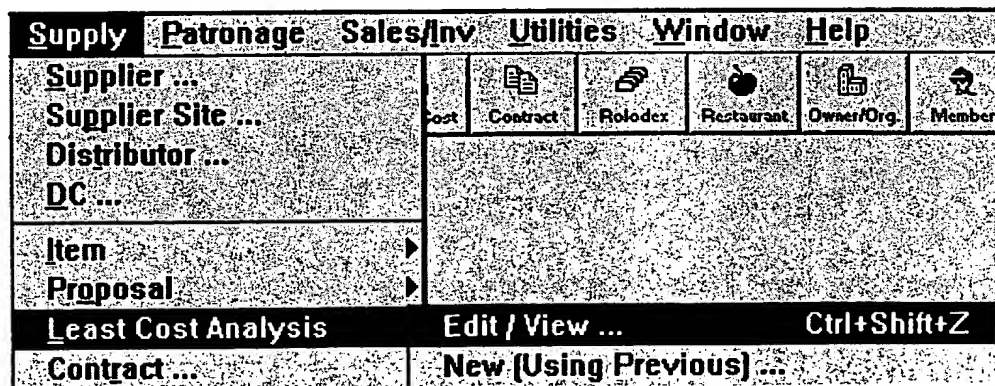 Supply Patronage Sales/Inv Utilities Window Help
Supplier ...
Supplier Site ...
Cost Contract Rolodex Restaurant Owner/Org. Member
Distributor ...
DC ...
Item
Proposal
Least Cost Analysis Edit / View ... Ctrl+Shift+Z
Contract ... New (Using Previous) ...